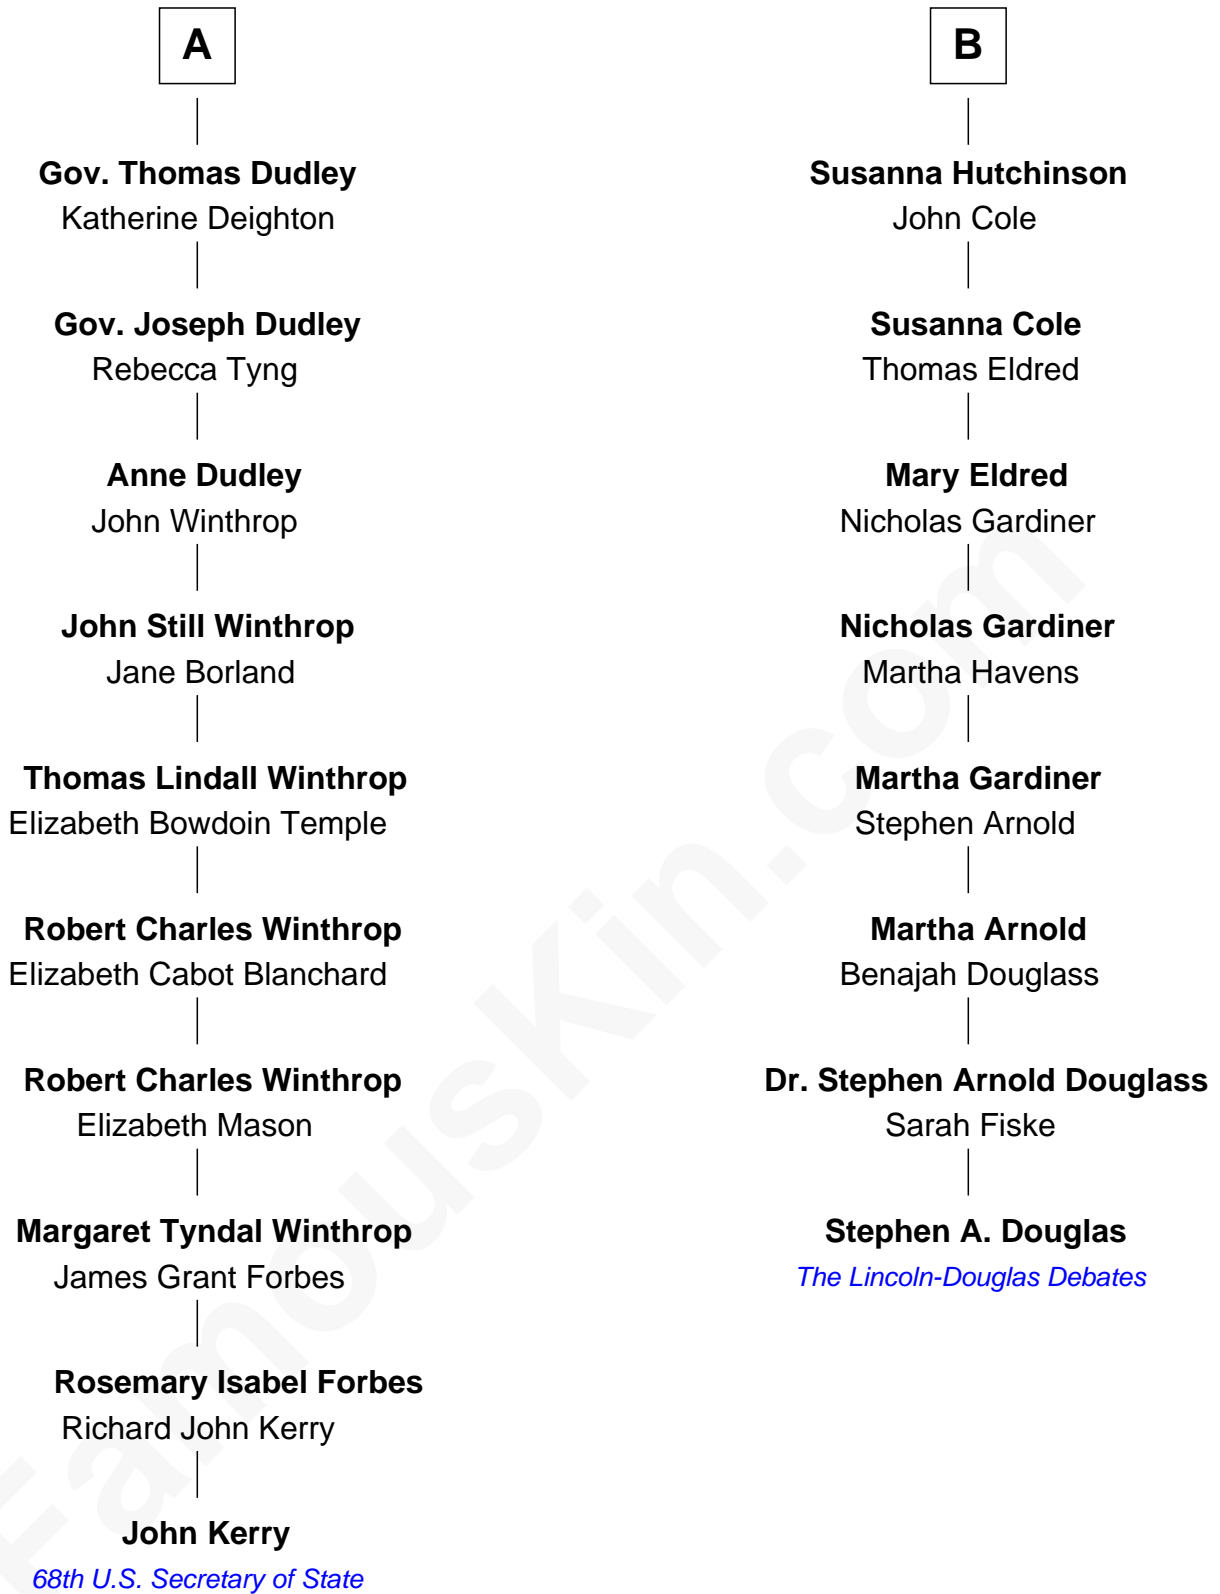 A
Gov. Thomas Dudley
Katherine Deighton
Gov. Joseph Dudley
Rebecca Tyng
Anne Dudley
John Winthrop
John Still Winthrop
Jane Borland
Thomas Lindall Winthrop
Elizabeth Bowdoin Temple
Robert Charles Winthrop
Elizabeth Cabot Blanchard
Robert Charles Winthrop
Elizabeth Mason
Margaret Tyndal Winthrop
James Grant Forbes
Rosemary Isabel Forbes
Richard John Kerry
John Kerry
68th U.S. Secretary of State
B
Susanna Hutchinson
John Cole
Susanna Cole
Thomas Eldred
Mary Eldred
Nicholas Gardiner
Nicholas Gardiner
Martha Havens
Martha Gardiner
Stephen Arnold
Martha Arnold
Benajah Douglass
Dr. Stephen Arnold Douglass
Sarah Fiske
Stephen A. Douglas
The Lincoln-Douglas Debates
FamousKin.com